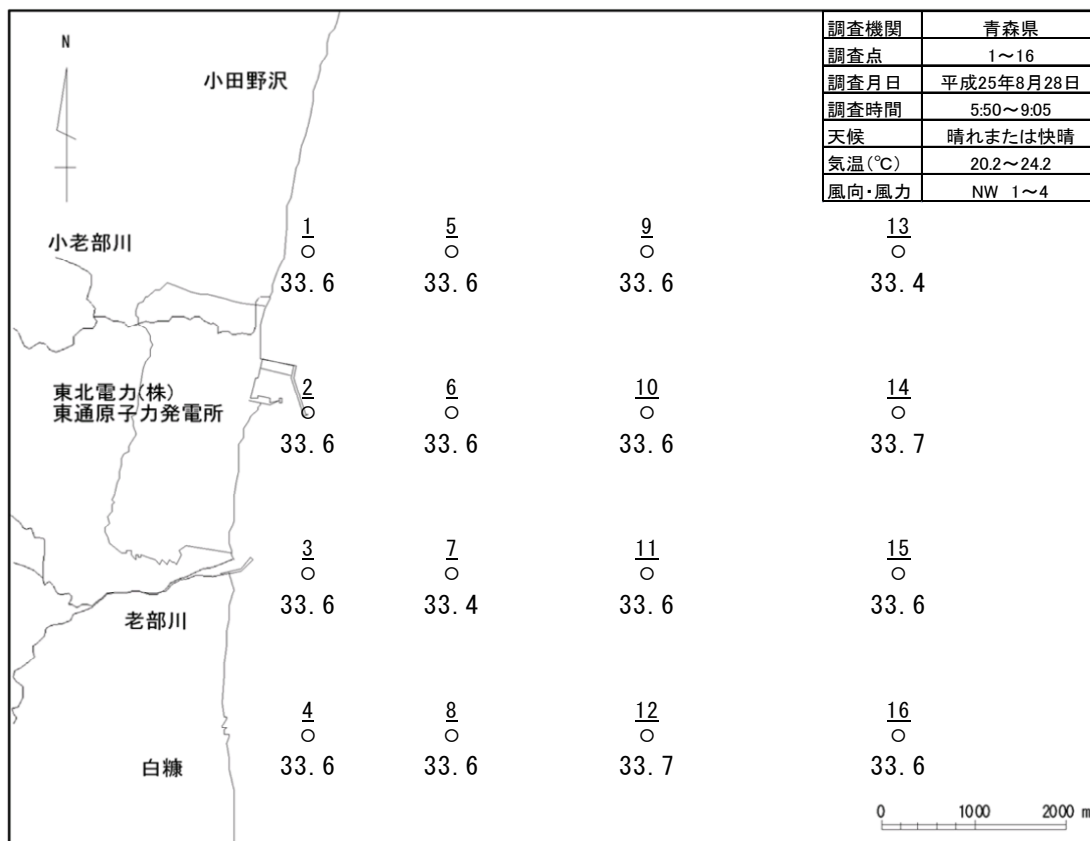 調査機関 青森県
調査点 1～16
調査月日 平成25年8月28日
調査時間 5:50～9:05
天候 晴れまたは快晴
気温(℃) 20.2～24.2
風向・風力 NW 1～4
N
小田野沢
小老部川
1 5 9 13
33.6 33.6 33.6 33.4
東北電力(株)
東通原子力発電所
2 6 10 14
33.6 33.6 33.6 33.7
3 7 11 15
33.6 33.4 33.6 33.6
老部川
4 8 12 16
33.6 33.6 33.7 33.6
白糠
0 1000 2000 m